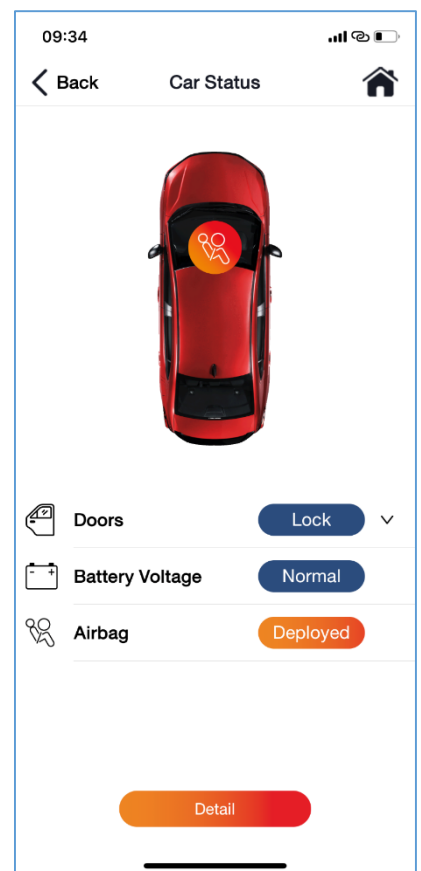 09:34
Back Car Status
Doors Lock
Battery Voltage Normal
Airbag Deployed
Detail